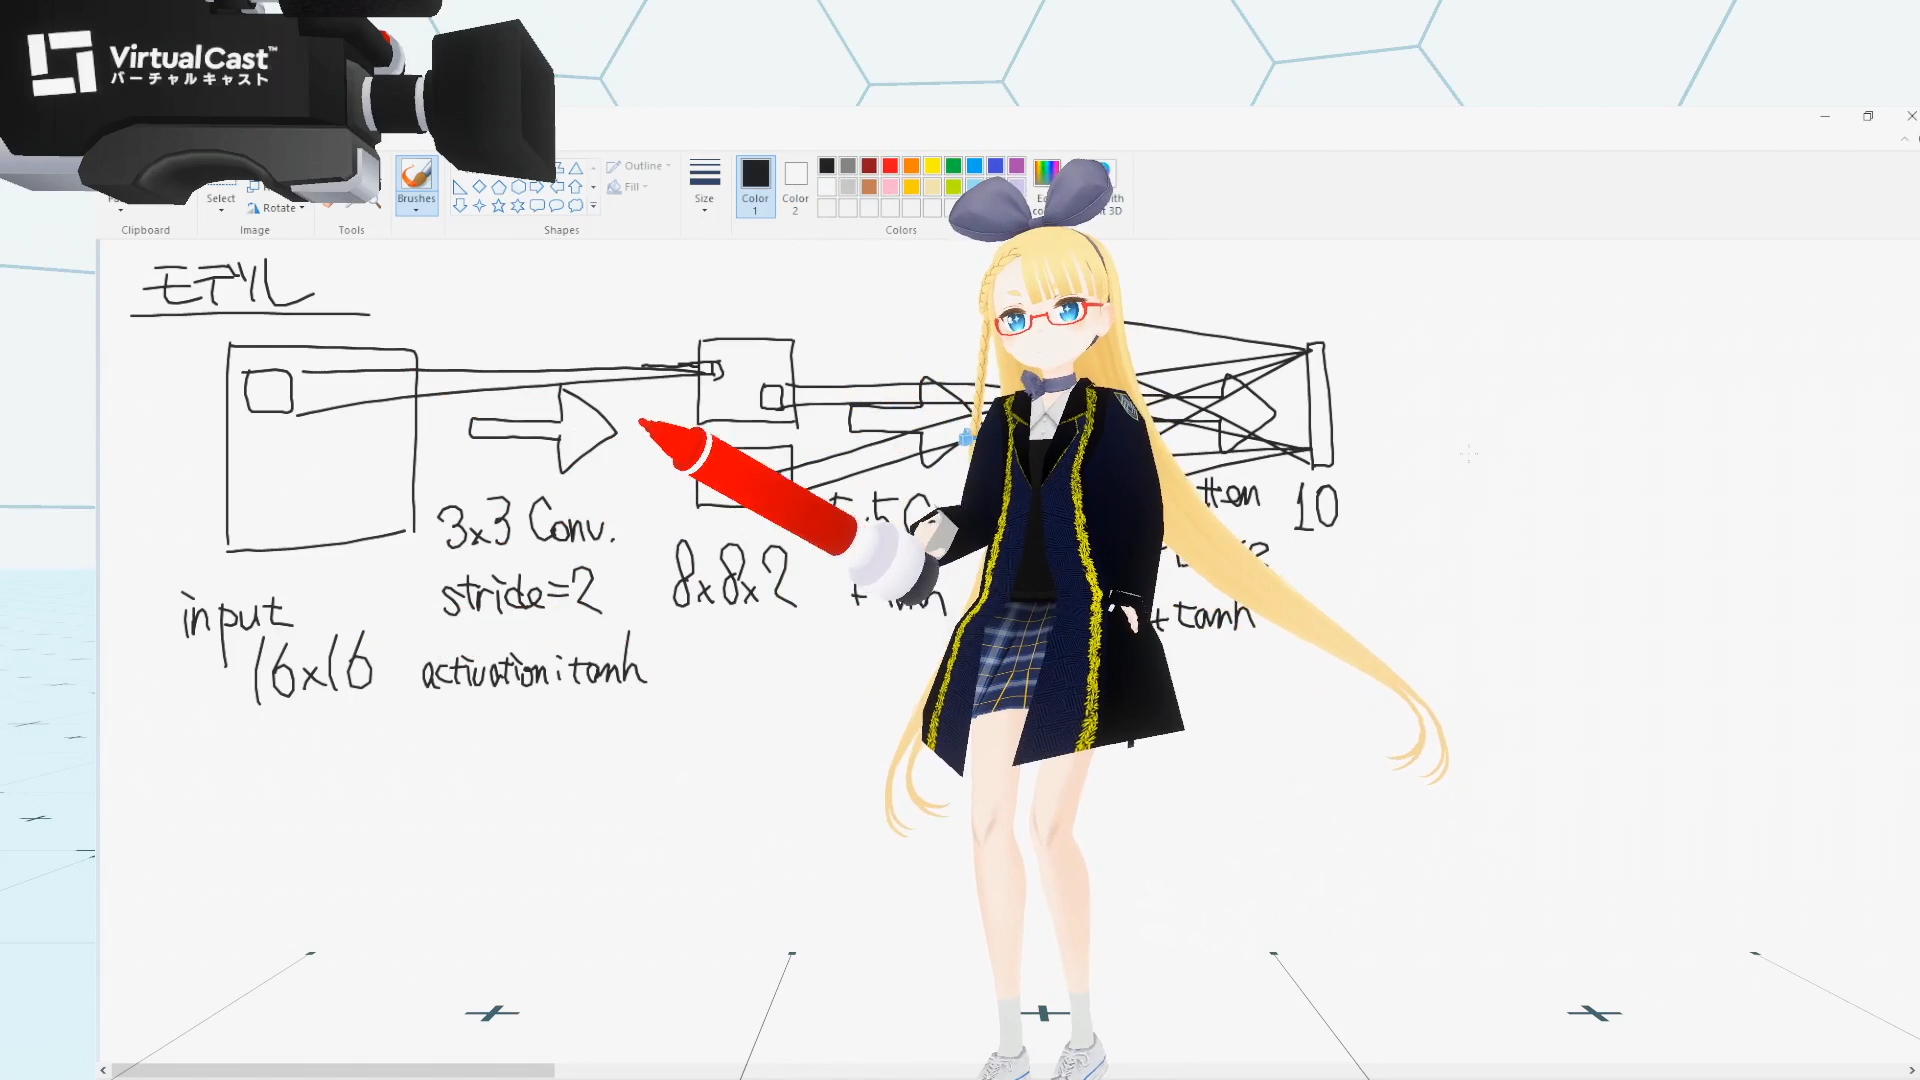 VirtualCast™
バーチャルキャスト
Outline
Fill
Select
Rotate
Brushes
Size
Color 1
Color 2
Clipboard
Image
Tools
Shapes
Colors
モデル
3x3 Conv.
stride=2
activation:tanh
input
16x16
8x8x2
10
+tanh